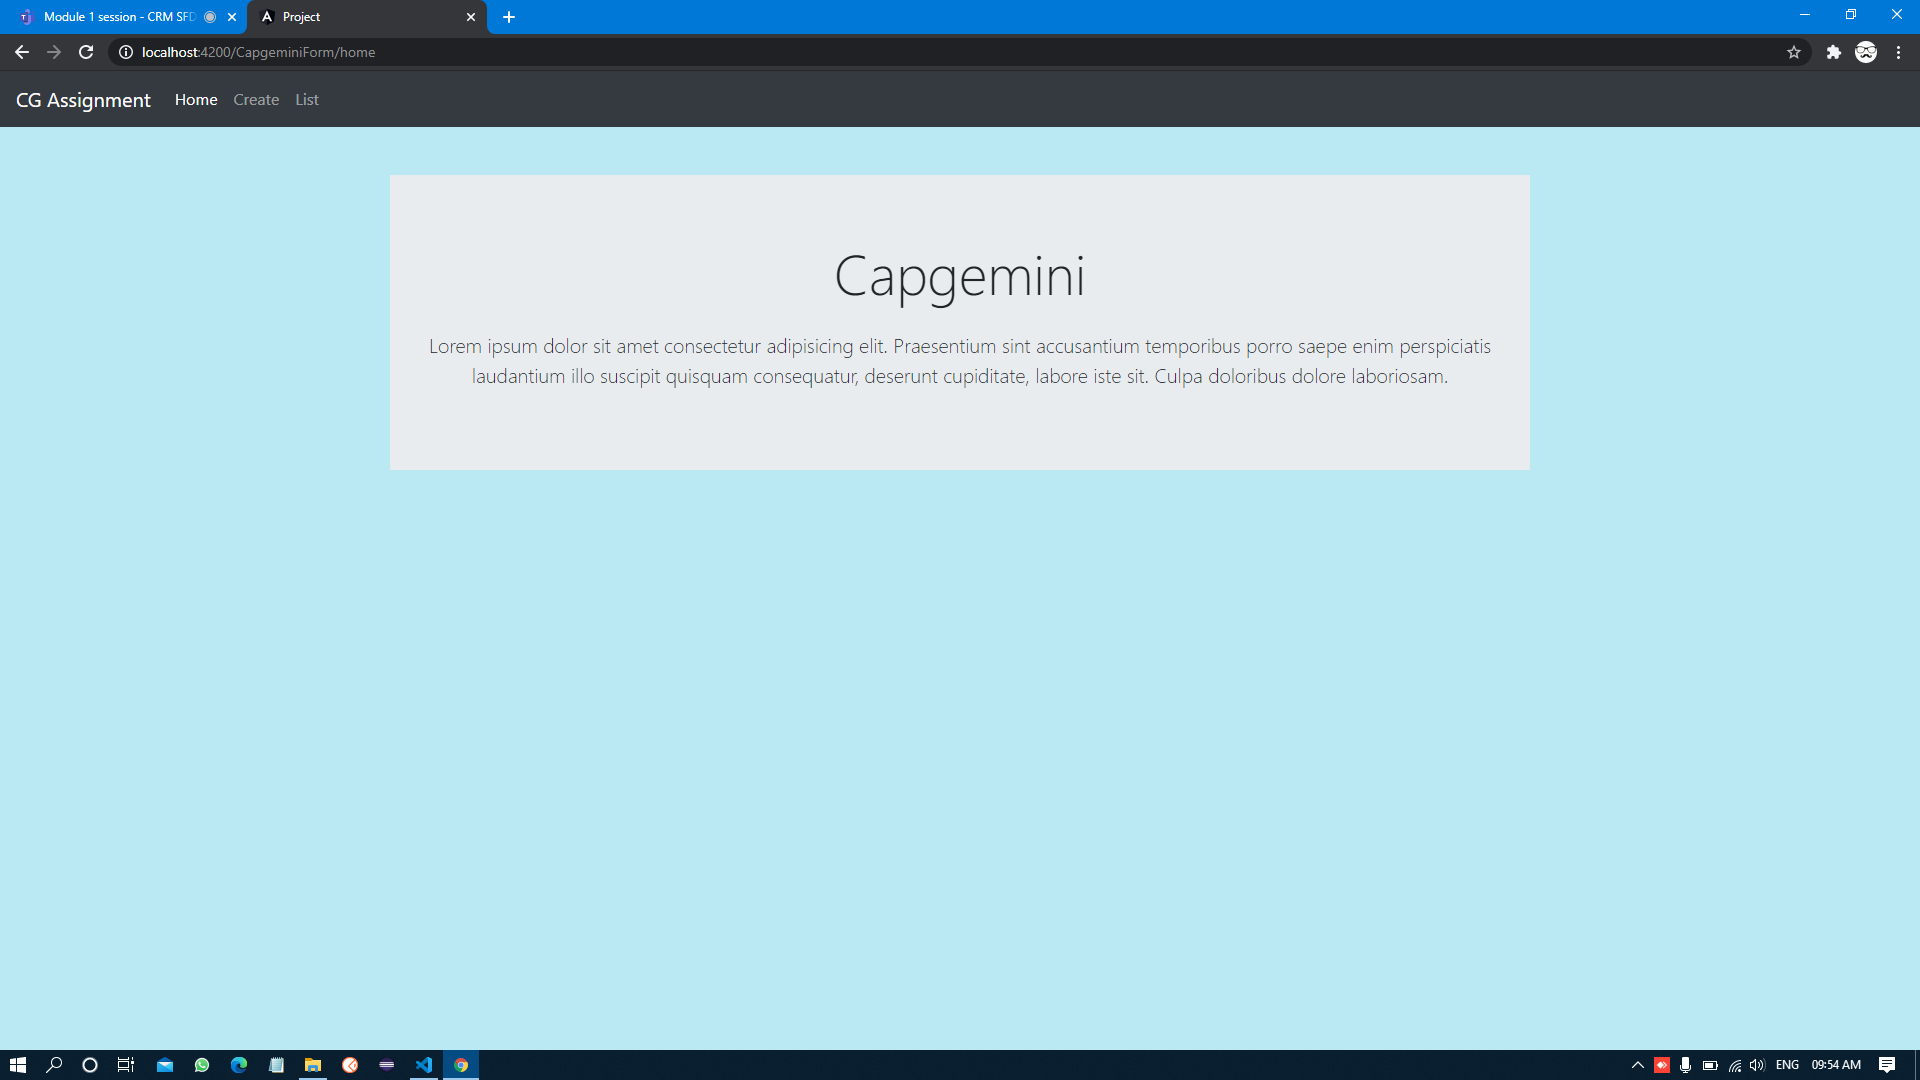 Module 1 session - CRM SFD
Project
localhost:4200/CapgeminiForm/home
CG Assignment Home Create List
Capgemini
Lorem ipsum dolor sit amet consectetur adipisicing elit. Praesentium sint accusantium temporibus porro saepe enim perspiciatis
laudantium illo suscipit quisquam consequatur, deserunt cupiditate, labore iste sit. Culpa doloribus dolore laboriosam.
ENG 09:54 AM